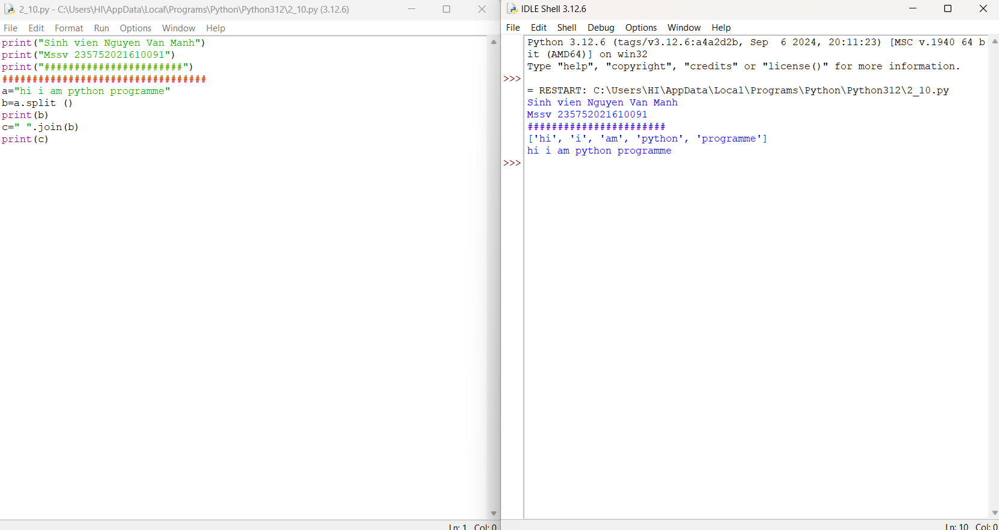 2_10.py - C:\Users\HI\AppData\Local\Programs\Python\Python312\2_10.py (3.12.6)
File Edit Format Run Options Window Help
print("Sinh vien Nguyen Van Manh")
print("Mssv 235752021610091")
print("#######################")
##################################
a="hi i am python programme"
b=a.split ()
print(b)
c=" ".join(b)
print(c)
Ln: 1 Col: 0
IDLE Shell 3.12.6
File Edit Shell Debug Options Window Help
Python 3.12.6 (tags/v3.12.6:a4a2d2b, Sep  6 2024, 20:11:23) [MSC v.1940 64 b
it (AMD64)] on win32
Type "help", "copyright", "credits" or "license()" for more information.
>>>
= RESTART: C:\Users\HI\AppData\Local\Programs\Python\Python312\2_10.py
Sinh vien Nguyen Van Manh
Mssv 235752021610091
#######################
['hi', 'i', 'am', 'python', 'programme']
hi i am python programme
>>>
Ln: 10 Col: 0